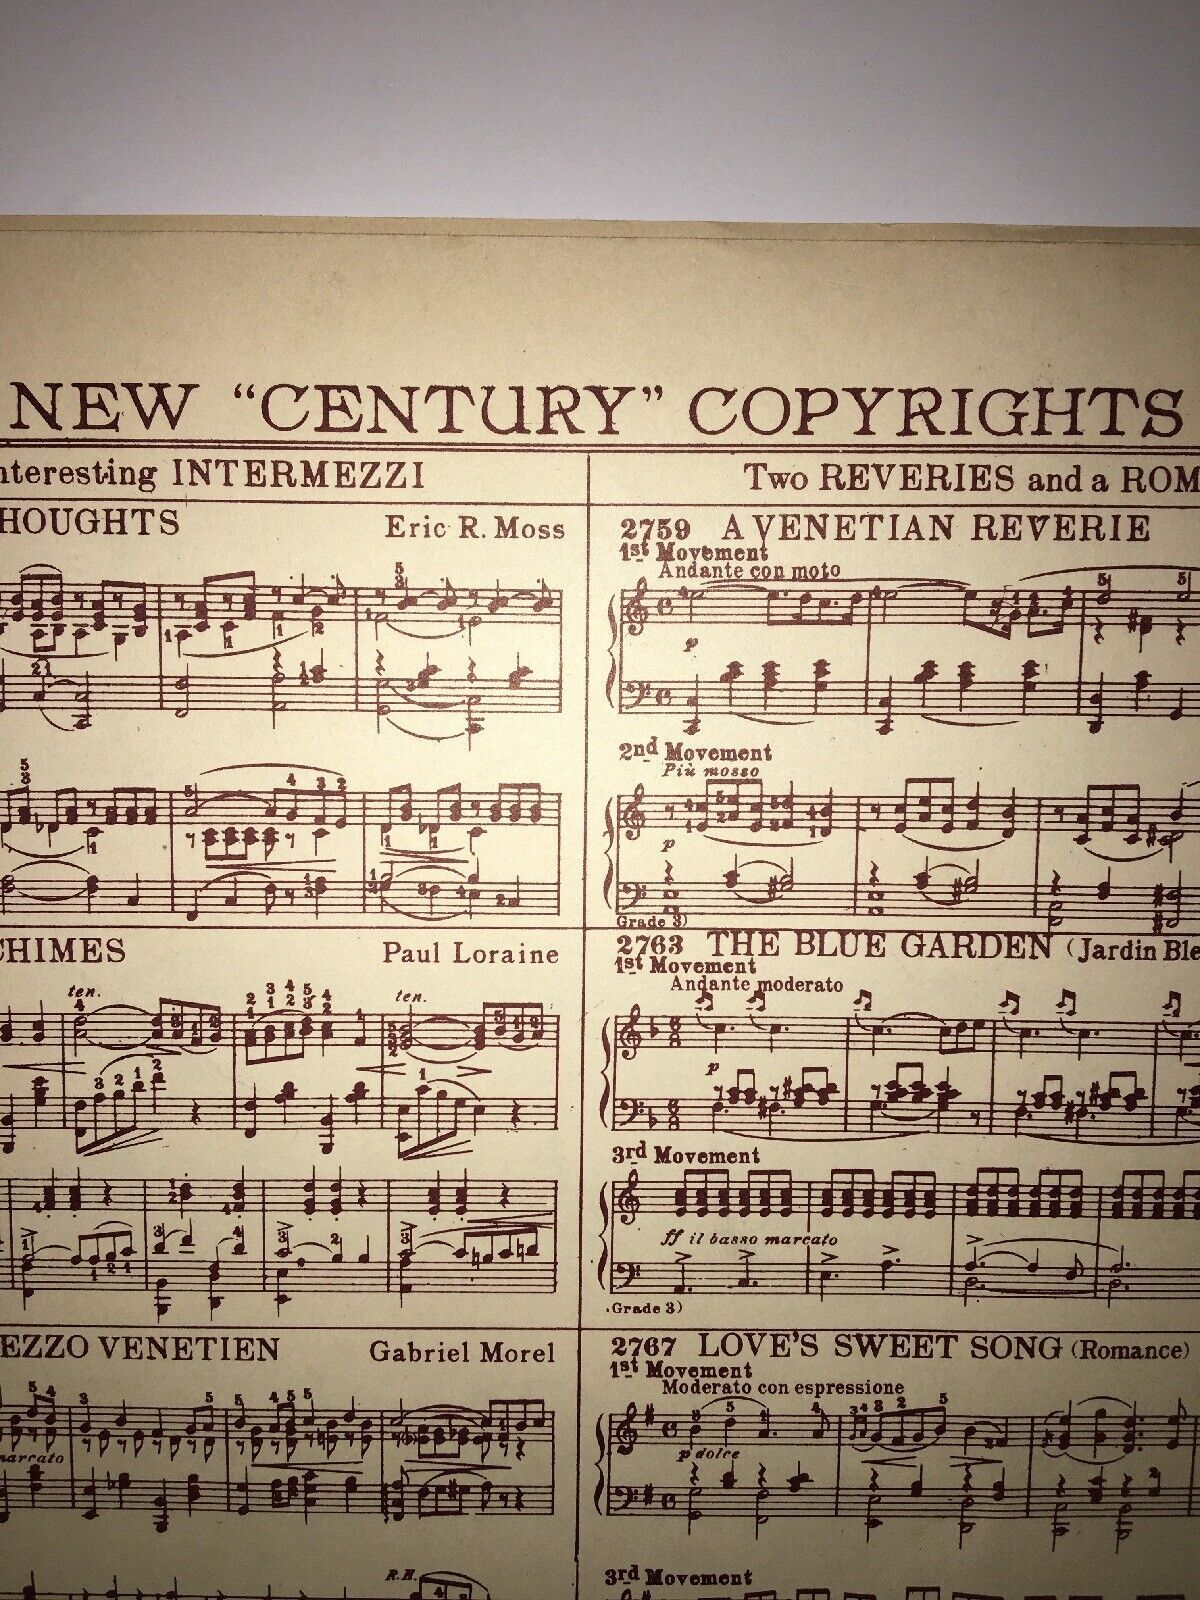 NEW "CENTURY" COPYRIGHTS
nteresting INTERMEZZI
HOUGHTS Eric R. Moss
CHIMES Paul Loraine
ten.
ten.
EZZO VENETIEN Gabriel Morel
marcato
R.H.
Two REVERIES and a ROM
2759 A VENETIAN REVERIE
1st Movement
Andante con moto
p
2nd Movement
Più mosso
p
Grade 3)
2763 THE BLUE GARDEN (Jardin Ble
1st Movement
Andante moderato
p
3rd Movement
ff il basso marcato
Grade 3)
2767 LOVE'S SWEET SONG (Romance)
1st Movement
Moderato con espressione
p dolce
3rd Movement